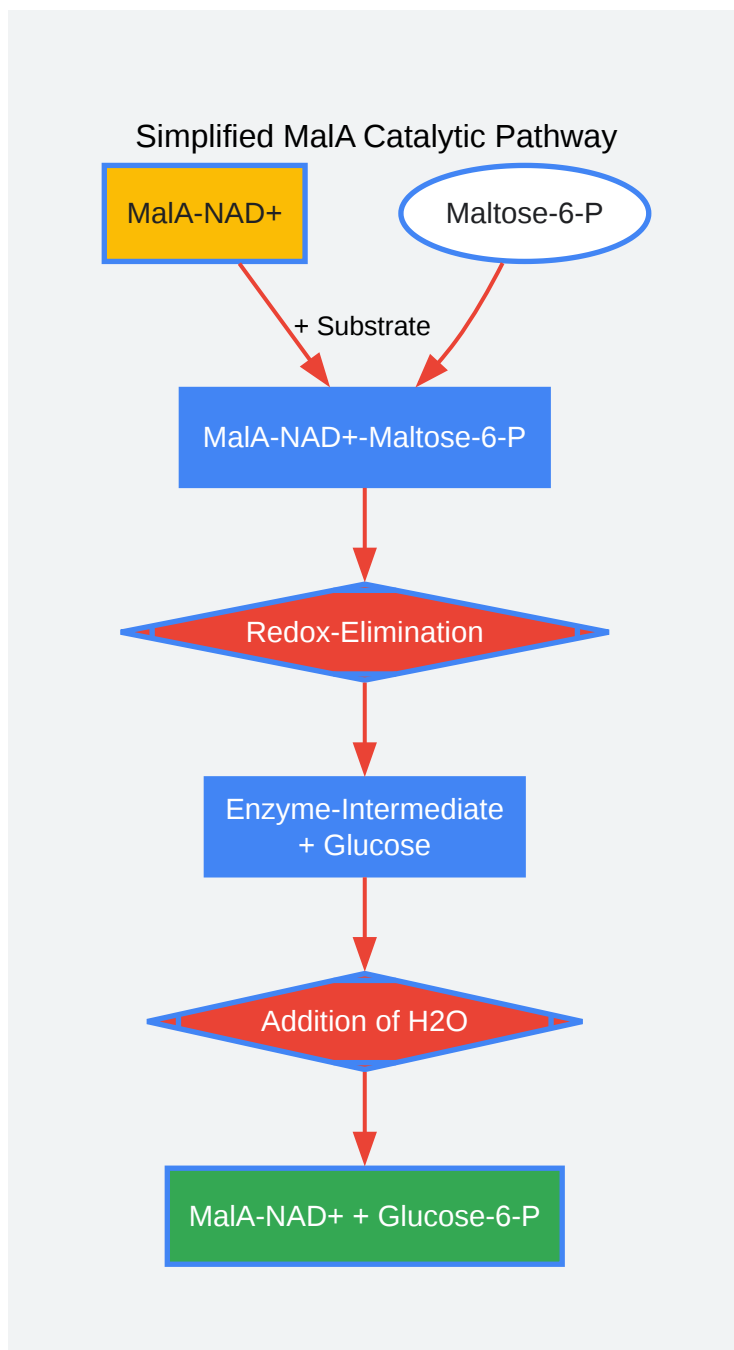 Simplified MalA Catalytic Pathway
MalA-NAD+
Maltose-6-P
+ Substrate
MalA-NAD+-Maltose-6-P
Redox-Elimination
Enzyme-Intermediate
+ Glucose
Addition of H2O
MalA-NAD+ + Glucose-6-P